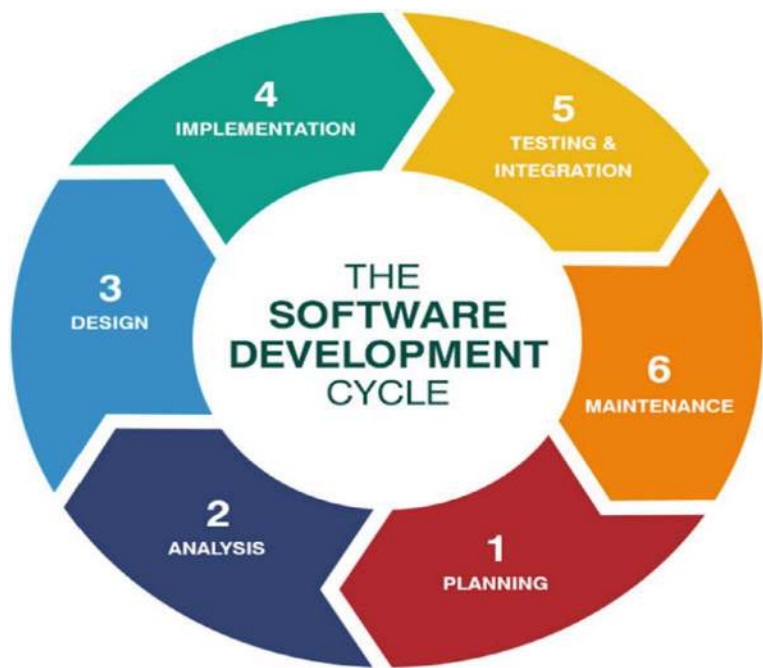 THE
SOFTWARE
DEVELOPMENT
CYCLE
1
PLANNING
2
ANALYSIS
3
DESIGN
4
IMPLEMENTATION
5
TESTING &
INTEGRATION
6
MAINTENANCE